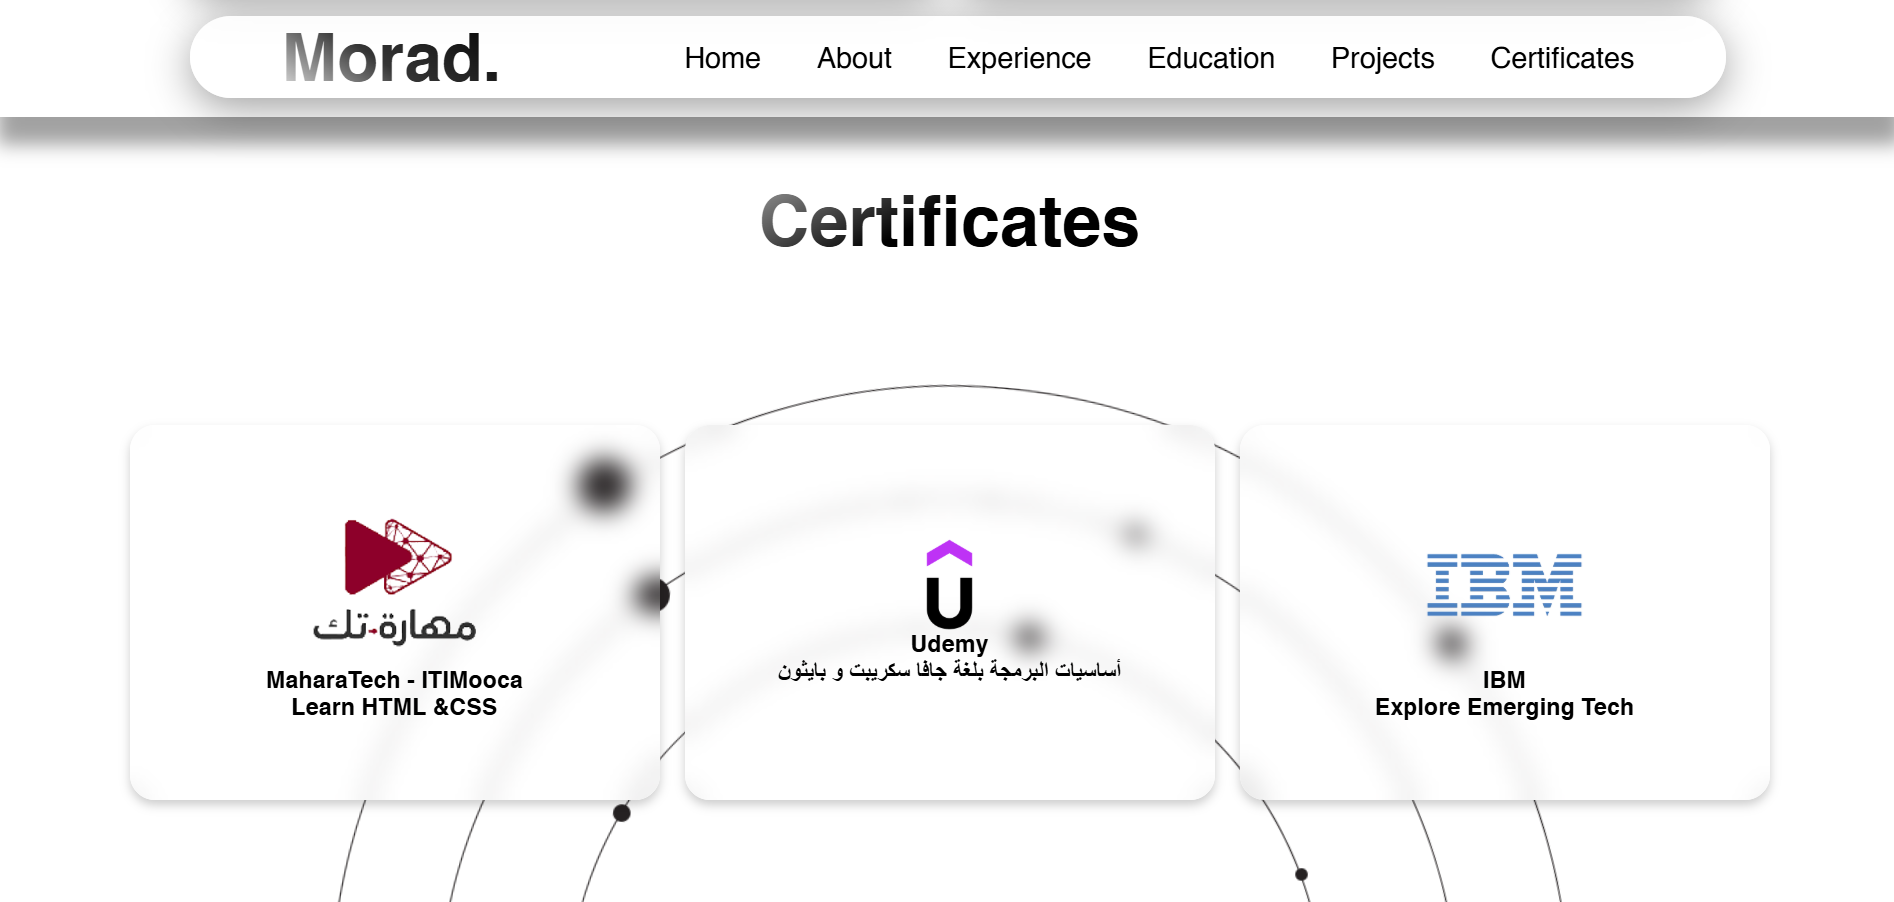 Morad.
Home
About
Experience
Education
Projects
Certificates
Certificates
مهارة-تك
MaharaTech - ITIMooca
Learn HTML &CSS
Udemy
أساسيات البرمجة بلغة جافا سكريبت و بايثون
IBM
IBM
Explore Emerging Tech